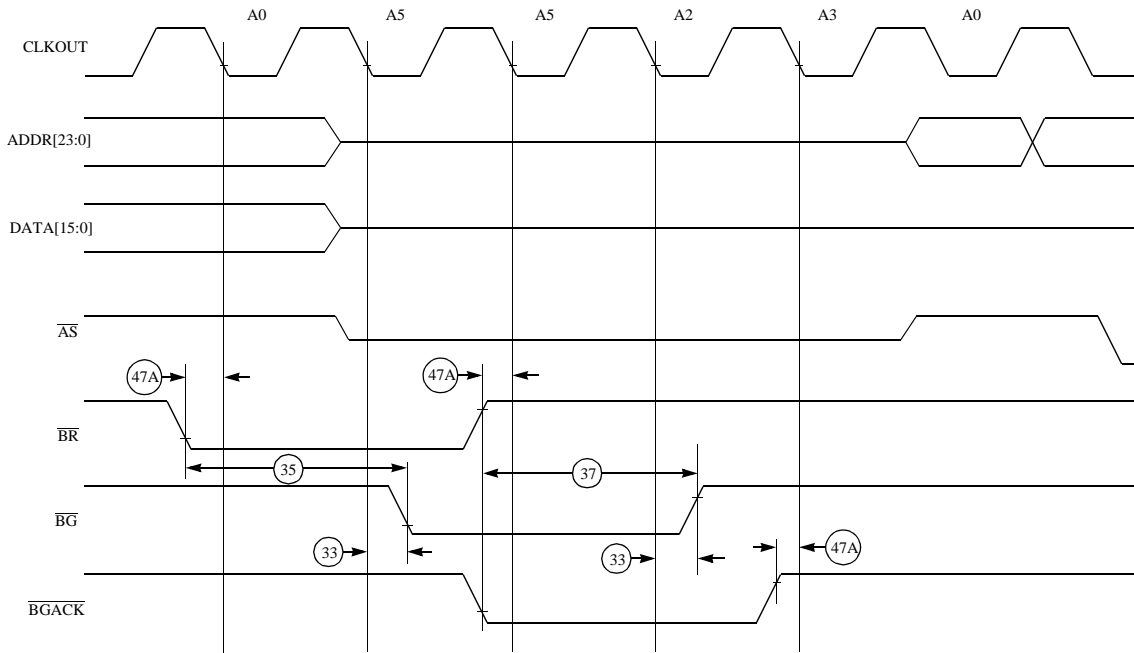 A0 A5 A5 A2 A3 A0
CLKOUT
ADDR[23:0]
DATA[15:0]
AS
47A 47A
BR
35 37
BG
33 33 47A
BGACK